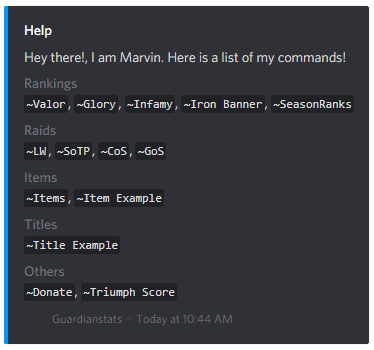 Help
Hey there!, I am Marvin. Here is a list of my commands!
Rankings
~Valor, ~Glory, ~Infamy, ~Iron Banner, ~SeasonRanks
Raids
~LW, ~SoTP, ~CoS, ~GoS
Items
~Items, ~Item Example
Titles
~Title Example
Others
~Donate, ~Triumph Score
Guardianstats • Today at 10:44 AM